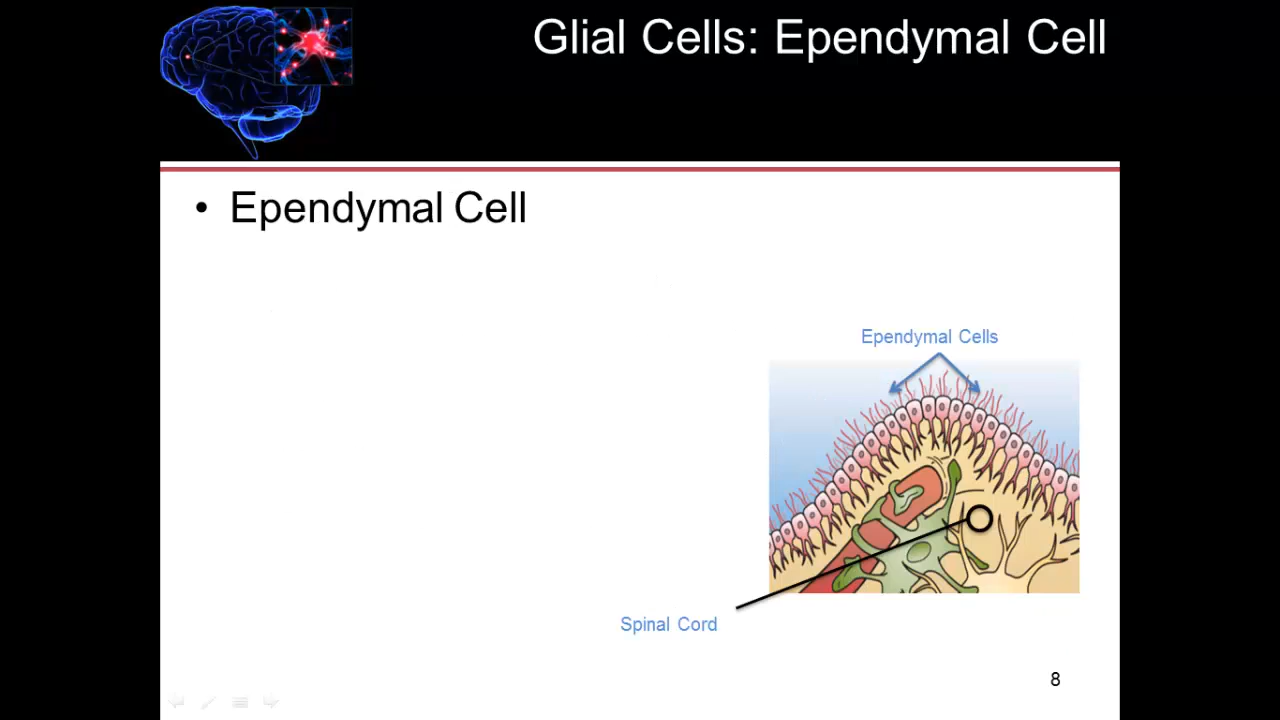 Glial Cells: Ependymal Cell
• Ependymal Cell
Ependymal Cells
Spinal Cord
8